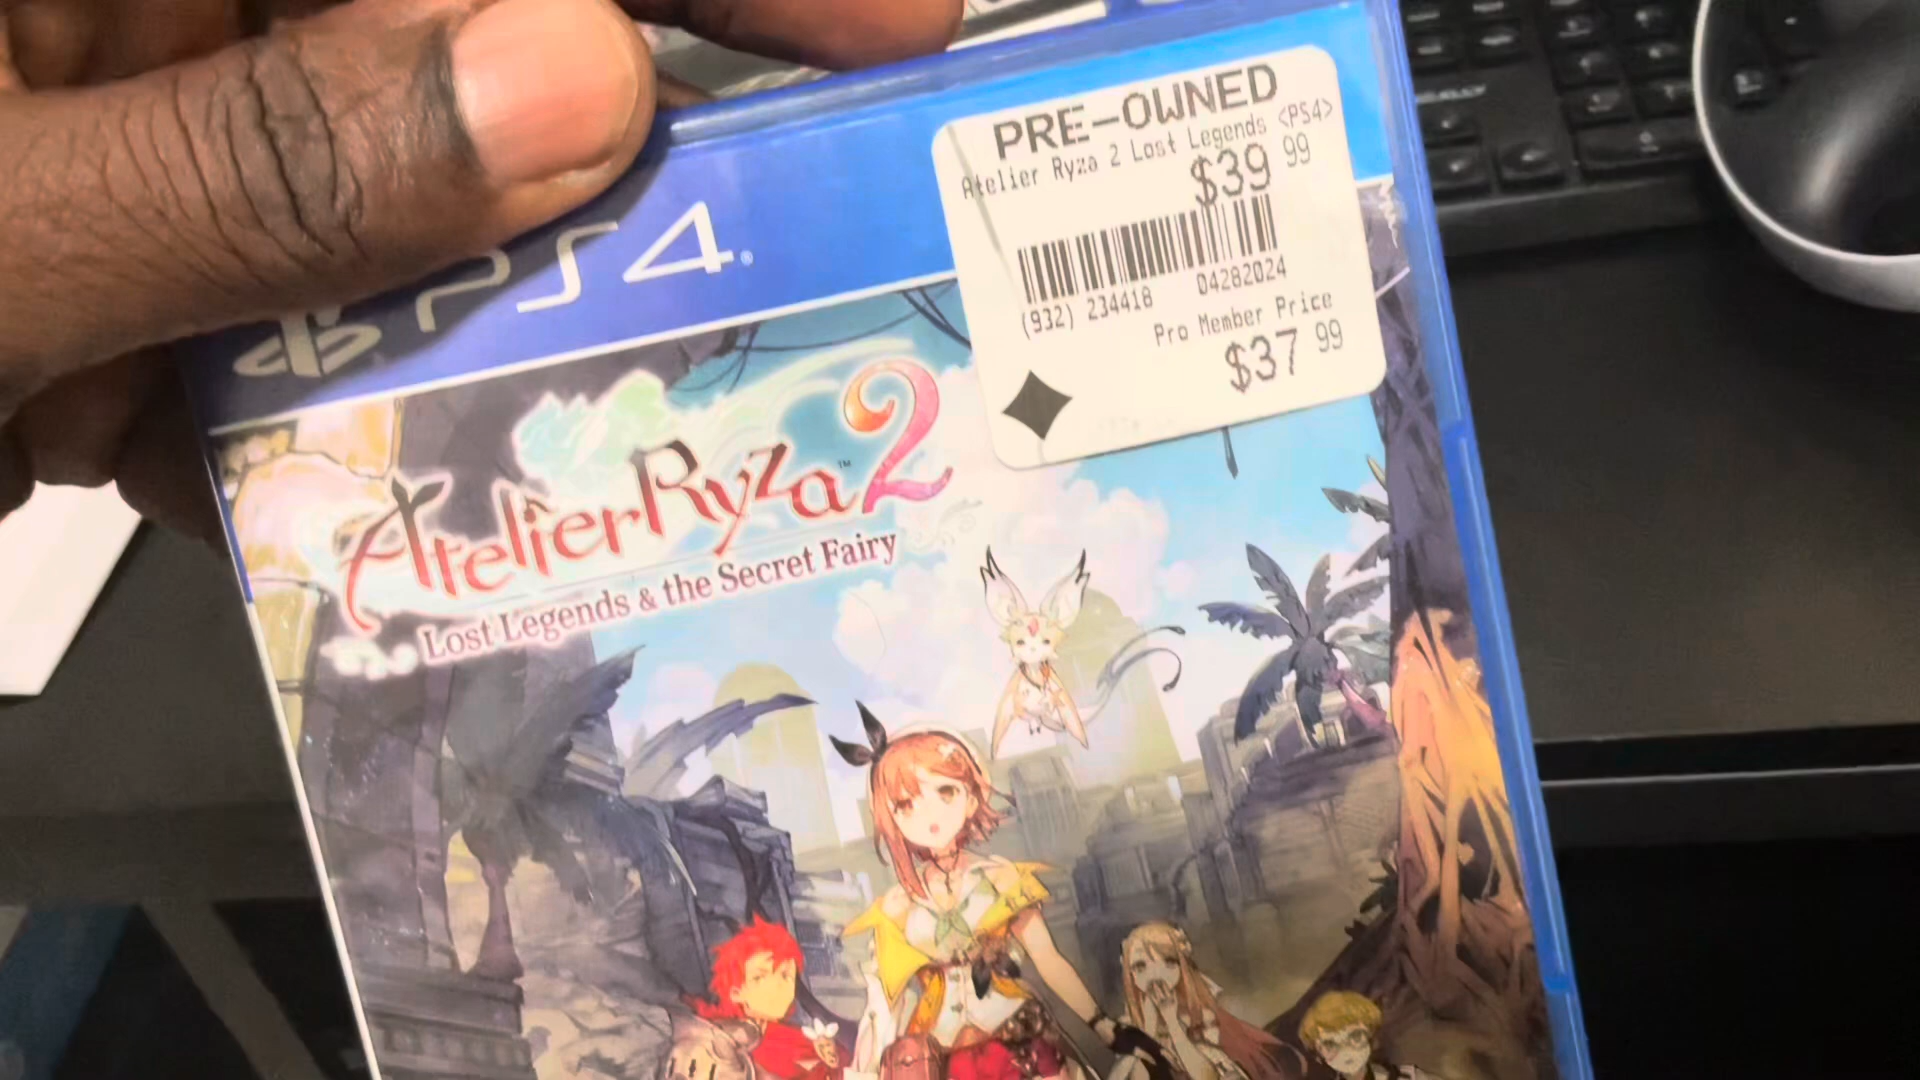 PRE-OWNED
Atelier Ryza 2 Lost Legends <PS4>
$39 99
(932) 234418 04282024
Pro Member Price
$37 99
PS4
Atelier Ryza™ 2
Lost Legends & the Secret Fairy